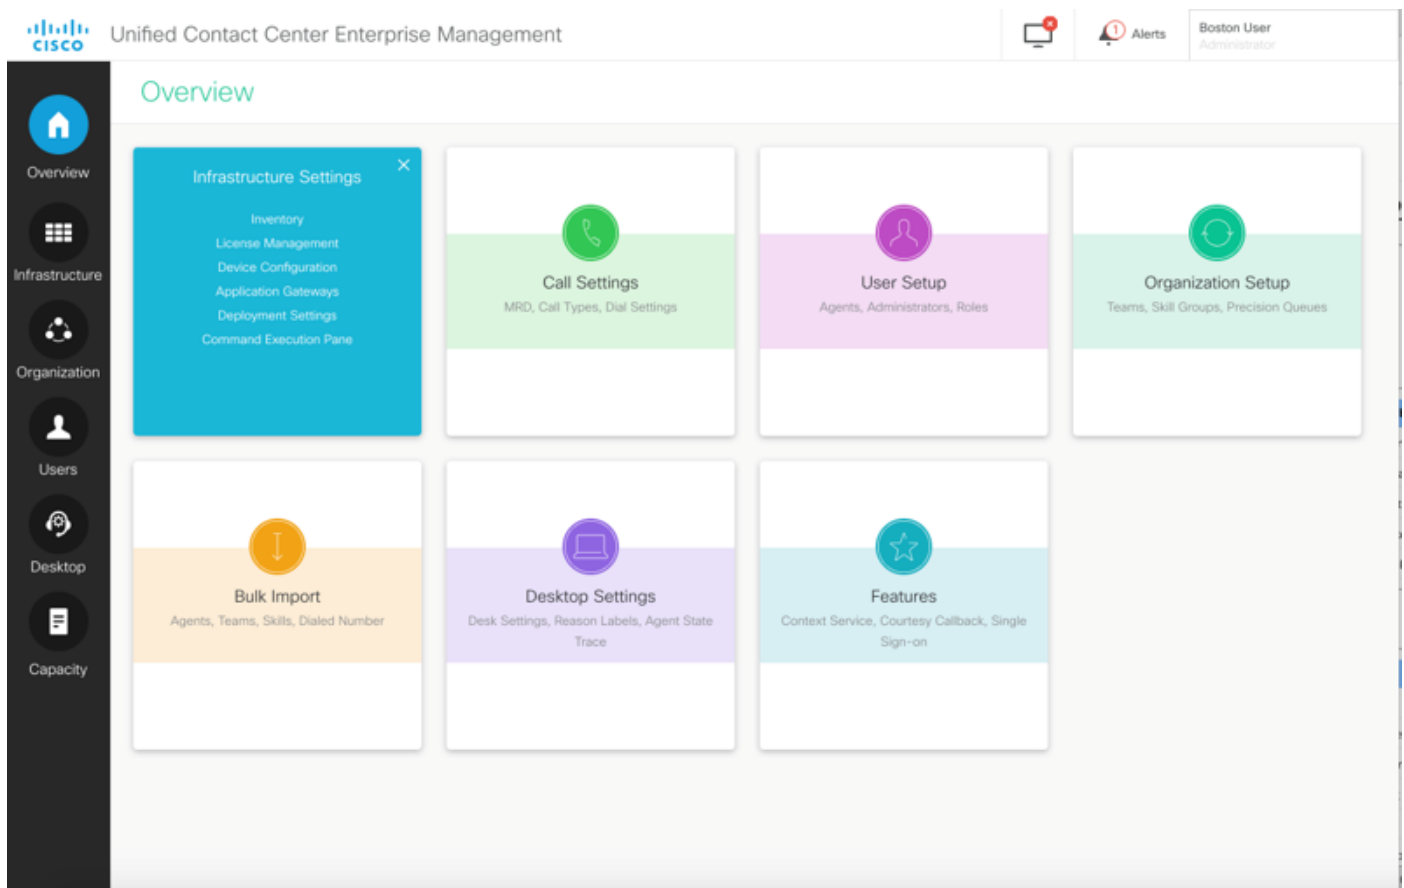 CISCO
Unified Contact Center Enterprise Management
1
Alerts
Boston User
Administrator
Overview
Overview
Infrastructure
Organization
Users
Desktop
Capacity
Infrastructure Settings
Inventory
License Management
Device Configuration
Application Gateways
Deployment Settings
Command Execution Pane
Call Settings
MRD, Call Types, Dial Settings
User Setup
Agents, Administrators, Roles
Organization Setup
Teams, Skill Groups, Precision Queues
Bulk Import
Agents, Teams, Skills, Dialed Number
Desktop Settings
Desk Settings, Reason Labels, Agent State
Trace
Features
Context Service, Courtesy Callback, Single
Sign-on